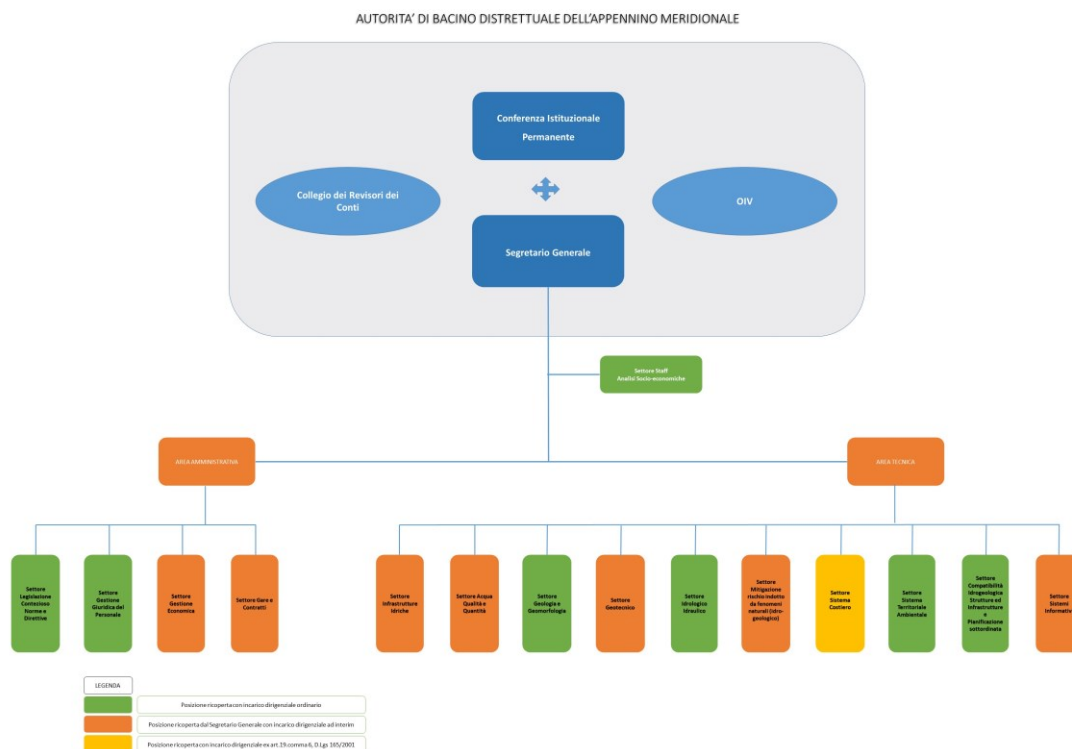 AUTORITA' DI BACINO DISTRETTUALE DELL'APPENNINO MERIDIONALE
Conferenza Istituzionale
Permanente
Collegio dei Revisori dei
Conti
OIV
Segretario Generale
Settore Staff
Analisi Socio-economiche
AREA AMMINISTRATIVA
AREA TECNICA
Settore
Legislazione
Contezioso
Norme e
Direttive
Settore
Gestione
Giuridica del
Personale
Settore
Gestione
Economica
Settore Gare e
Contratti
Settore
Infrastrutture
Idriche
Settore Acqua
Qualità e
Quantità
Settore
Geologia e
Geomorfologia
Settore
Geotecnico
Settore
Idrologico
Idraulico
Settore
Mitigazione
rischio indotto
da fenomeni
naturali (idro-
geologico)
Settore
Sistema
Costiero
Settore
Sistema
Territoriale
Ambientale
Settore
Compatibilità
Idrogeologica
Strutture ed
Infrastrutture
e
Pianificazione
sottordinata
Settore
Sistemi
Informativi
LEGENDA
Posizione ricoperta con incarico dirigenziale ordinario
Posizione ricoperta dal Segretario Generale con incarico dirigenziale ad interim
Posizione ricoperta con incarico dirigenziale ex art.19.comma 6, D.Lgs 165/2001